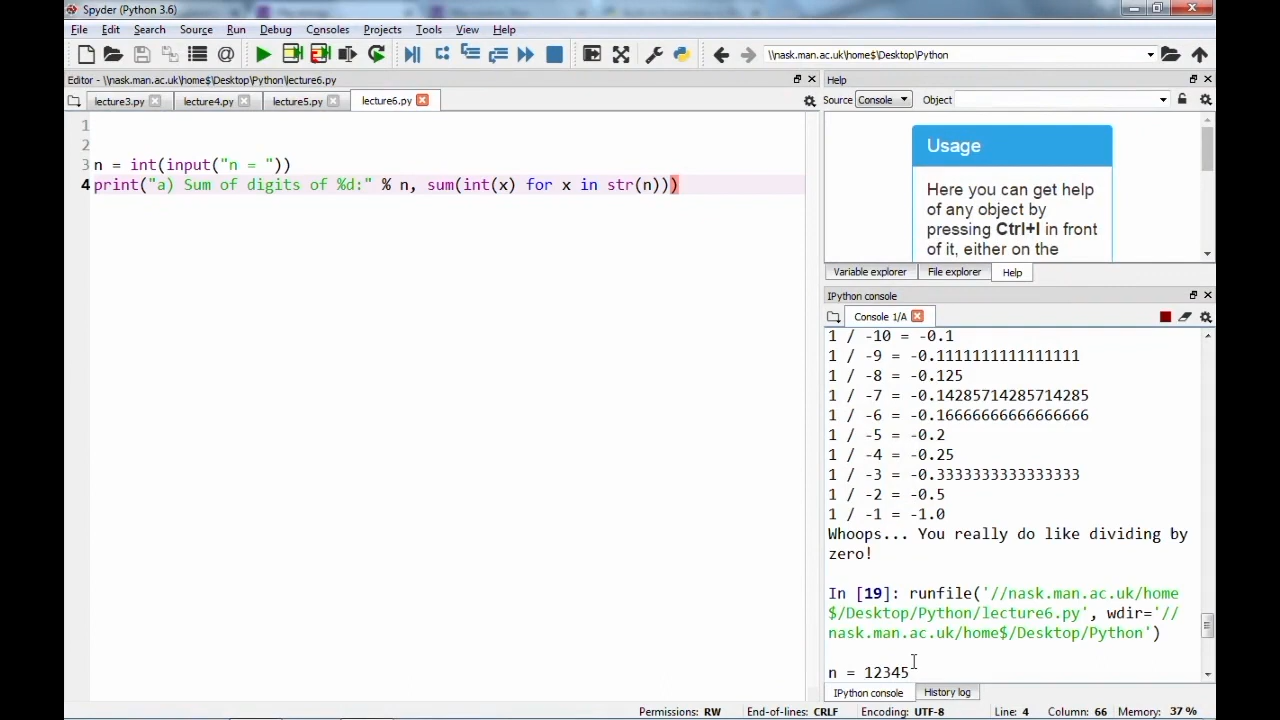 Spyder (Python 3.6)
File Edit Search Source Run Debug Consoles Projects Tools View Help
\\nask.man.ac.uk\home$\Desktop\Python
Editor - \\nask.man.ac.uk\home$\Desktop\Python\lecture6.py
lecture3.py lecture4.py lecture5.py lecture6.py
1
2
3 n = int(input("n = "))
4 print("a) Sum of digits of %d:" % n, sum(int(x) for x in str(n)))
Help
Source Console Object
Usage
Here you can get help
of any object by
pressing Ctrl+I in front
of it, either on the
Variable explorer File explorer Help
IPython console
Console 1/A
1 / -10 = -0.1
1 / -9 = -0.1111111111111111
1 / -8 = -0.125
1 / -7 = -0.14285714285714285
1 / -6 = -0.16666666666666666
1 / -5 = -0.2
1 / -4 = -0.25
1 / -3 = -0.3333333333333333
1 / -2 = -0.5
1 / -1 = -1.0
Whoops... You really do like dividing by
zero!
In [19]: runfile('//nask.man.ac.uk/home
$/Desktop/Python/lecture6.py', wdir='//
nask.man.ac.uk/home$/Desktop/Python')
n = 12345
IPython console History log
Permissions: RW End-of-lines: CRLF Encoding: UTF-8 Line: 4 Column: 66 Memory: 37 %